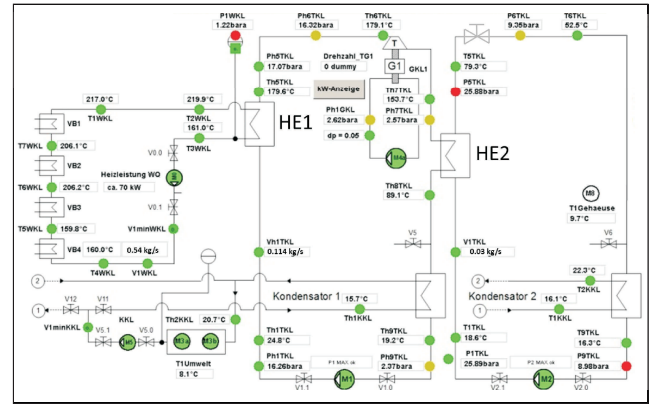 P1WKL
1.22bara
Ph6TKL
16.32bara
Th6TKL
179.1°C
P6TKL
9.35bara
T6TKL
52.5°C
Ph5TKL
17.07bara
Th5TKL
179.6°C
T
G1
GKL1
Drehzahl_TG1
0 dummy
kW-Anzeige
Th7TKL
153.7°C
Ph1GKL
2.62bara
Ph7TKL
2.57bara
dp = 0.05
M4a
T5TKL
79.3°C
P5TKL
25.88bara
217.0°C
219.9°C
T1WKL
T2WKL
161.0°C
T3WKL
HE1
HE2
VB1
T7WKL
206.1°C
VB2
T6WKL
206.2°C
VB3
T5WKL
159.8°C
VB4
160.0°C
0.54 kg/s
T4WKL
V1WKL
V0.0
Heizleistung WQ
ca. 70 kW
V0.1
V1minWKL
Th8TKL
89.1°C
M8
T1Gehaeuse
9.7°C
Vh1TKL
0.114 kg/s
V5
V1TKL
0.03 kg/s
V6
2
1
V12
V11
V1minKKL
KKL
V5.1
M5
V5.0
Th2KKL
20.7°C
M3a
M3b
T1Umwelt
8.1°C
Kondensator 1
15.7°C
Th1KKL
Th1TKL
24.8°C
Ph1TKL
16.26bara
P1 MAX ok
V1.1
M1
V1.0
Th9TKL
19.2°C
Ph9TKL
2.37bara
2
1
Kondensator 2
22.3°C
T2KKL
16.1°C
T1KKL
T1TKL
18.6°C
P1TKL
25.89bara
P2 MAX ok
V2.1
M2
V2.0
T9TKL
16.3°C
P9TKL
8.98bara